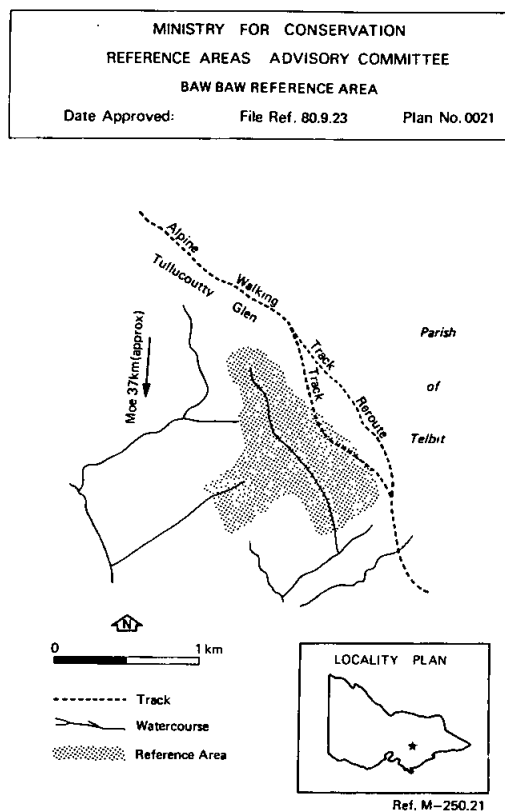 MINISTRY FOR CONSERVATION
REFERENCE AREAS ADVISORY COMMITTEE
BAW BAW REFERENCE AREA
Date Approved: File Ref. 80.9.23 Plan No. 0021
Alpine Walking Track Reroute
Tullucoutty Glen
Track
Moe 37km(approx)
Parish
of
Telbit
N
0 1 km
Track
Watercourse
Reference Area
LOCALITY PLAN
Ref. M-250.21